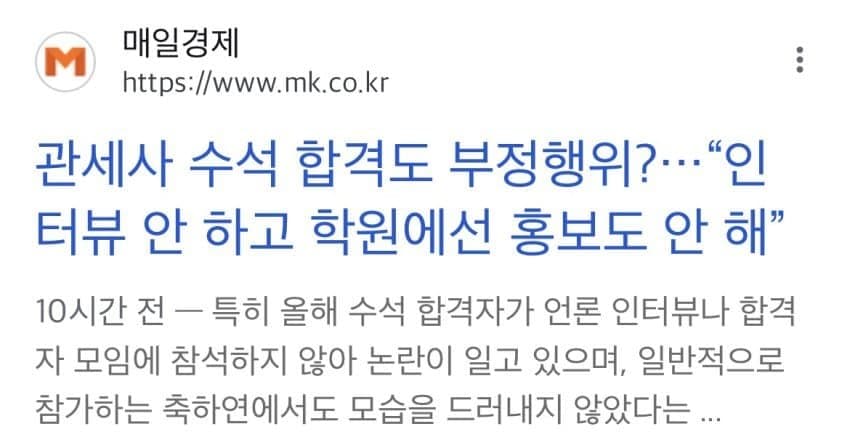 매일경제
https://www.mk.co.kr
관세사 수석 합격도 부정행위?…“인
터뷰 안 하고 학원에선 홍보도 안 해”
10시간 전 — 특히 올해 수석 합격자가 언론 인터뷰나 합격
자 모임에 참석하지 않아 논란이 일고 있으며, 일반적으로
참가하는 축하연에서도 모습을 드러내지 않았다는 ...